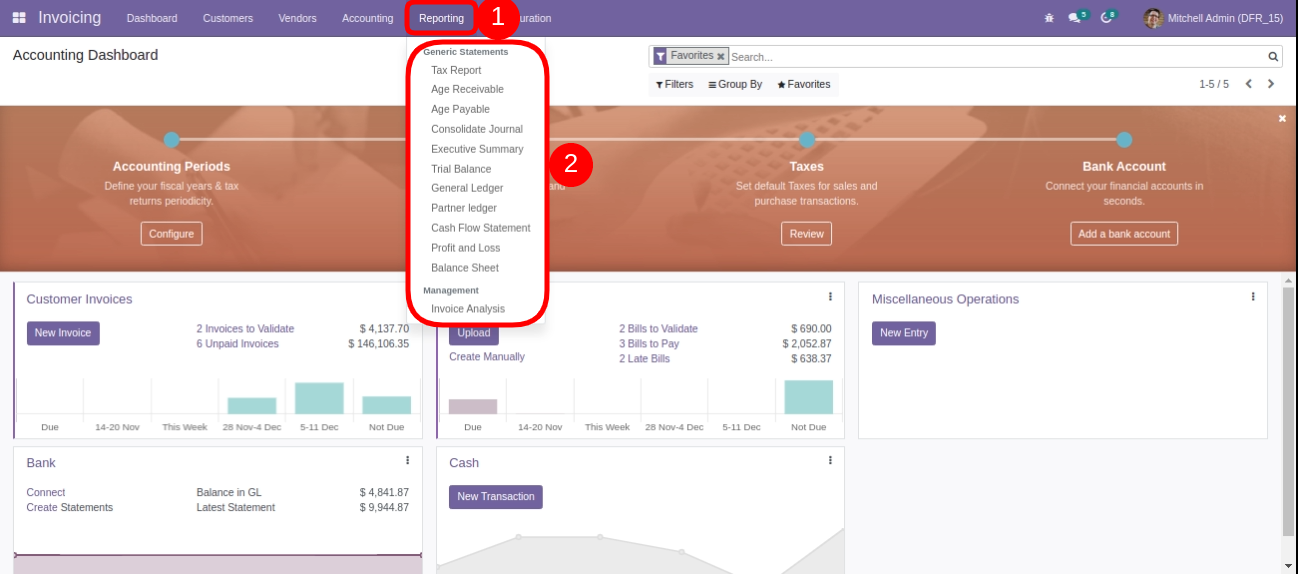 Invoicing
Dashboard
Customers
Vendors
Accounting
Reporting
1
uration
5
8
Mitchell Admin (DFR_15)
Accounting Dashboard
Favorites
Search...
Filters
Group By
Favorites
1-5 / 5
Generic Statements
Tax Report
Age Receivable
Age Payable
Consolidate Journal
Executive Summary
Trial Balance
General Ledger
Partner ledger
Cash Flow Statement
Profit and Loss
Balance Sheet
Management
Invoice Analysis
2
Accounting Periods
Define your fiscal years & tax
returns periodicity.
Configure
and
Taxes
Set default Taxes for sales and
purchase transactions.
Review
Bank Account
Connect your financial accounts in
seconds.
Add a bank account
Customer Invoices
New Invoice
2 Invoices to Validate $ 4,137.70
6 Unpaid Invoices $ 146,106.35
Due 14-20 Nov This Week 28 Nov-4 Dec 5-11 Dec Not Due
Upload
Create Manually
2 Bills to Validate $ 690.00
3 Bills to Pay $ 2,052.87
2 Late Bills $ 638.37
Due 14-20 Nov This Week 28 Nov-4 Dec 5-11 Dec Not Due
Miscellaneous Operations
New Entry
Bank
Connect
Create Statements
Balance in GL $ 4,841.87
Latest Statement $ 9,944.87
Cash
New Transaction